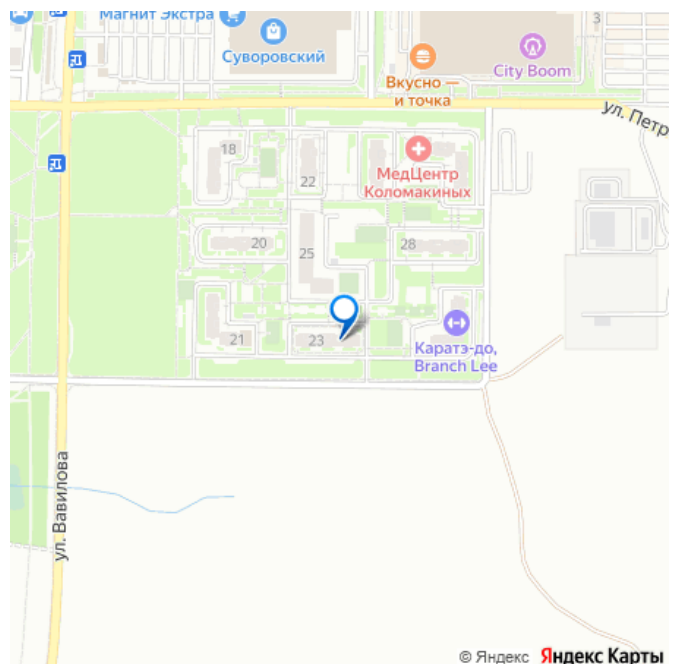 Магнит Экстра
Суворовский
3
City Boom
Вкусно —
и точка
ул. Петр
18
МедЦентр
Коломакиных
22
20
25
28
21
23
Каратэ-до,
Branch Lee
ул. Вавилова
© Яндекс Яндекс Карты